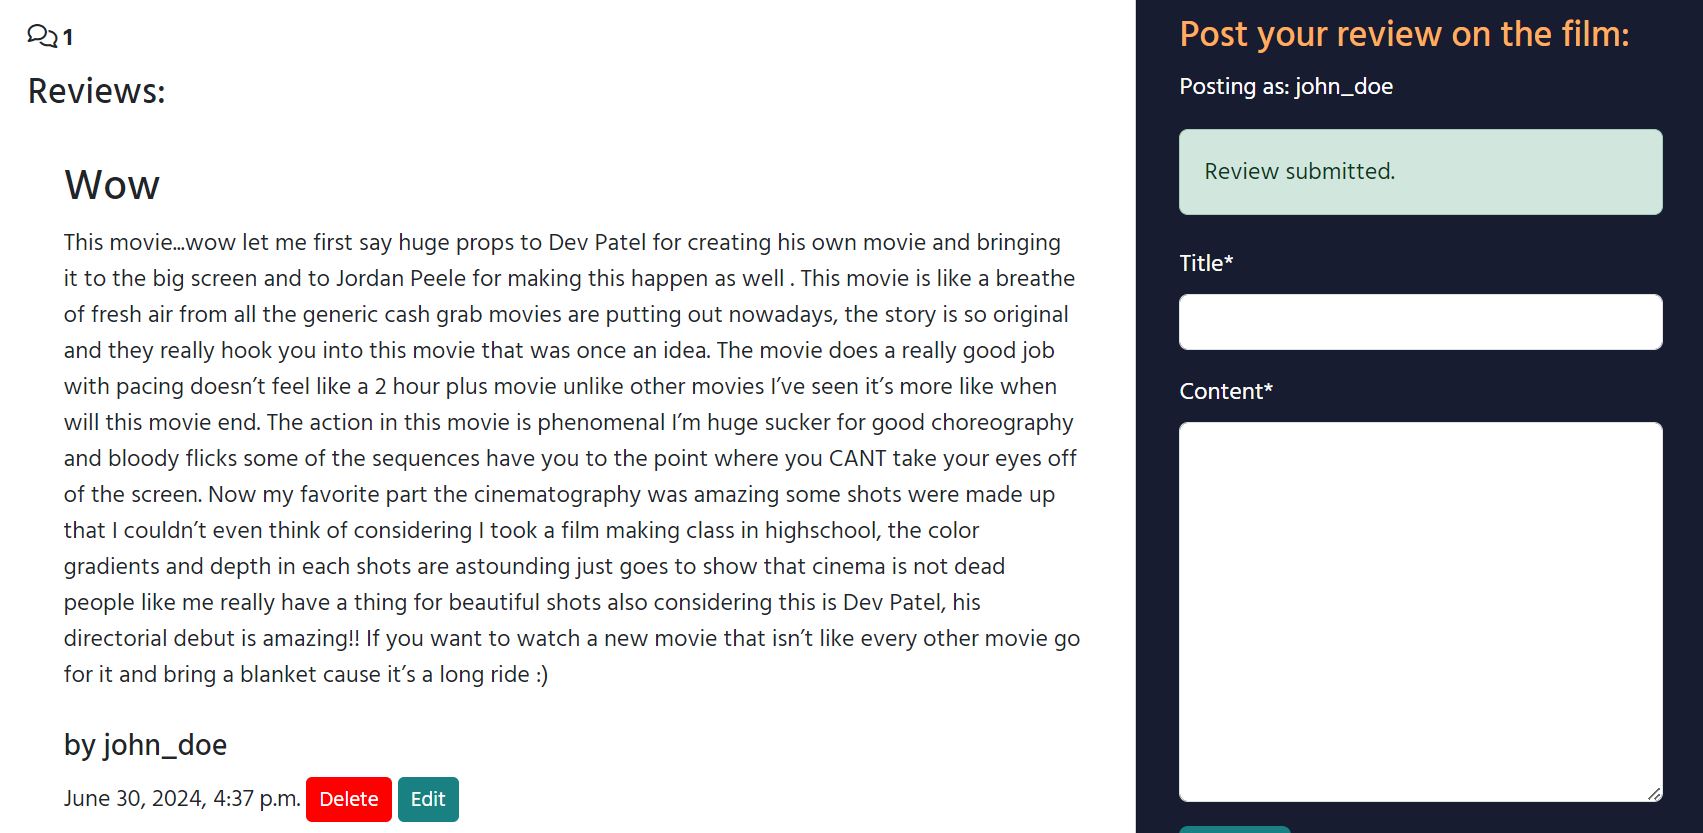 1
Reviews:
Wow
This movie...wow let me first say huge props to Dev Patel for creating his own movie and bringing
it to the big screen and to Jordan Peele for making this happen as well . This movie is like a breathe
of fresh air from all the generic cash grab movies are putting out nowadays, the story is so original
and they really hook you into this movie that was once an idea. The movie does a really good job
with pacing doesn’t feel like a 2 hour plus movie unlike other movies I’ve seen it’s more like when
will this movie end. The action in this movie is phenomenal I’m huge sucker for good choreography
and bloody flicks some of the sequences have you to the point where you CANT take your eyes off
of the screen. Now my favorite part the cinematography was amazing some shots were made up
that I couldn’t even think of considering I took a film making class in highschool, the color
gradients and depth in each shots are astounding just goes to show that cinema is not dead
people like me really have a thing for beautiful shots also considering this is Dev Patel, his
directorial debut is amazing!! If you want to watch a new movie that isn’t like every other movie go
for it and bring a blanket cause it’s a long ride :)
by john_doe
June 30, 2024, 4:37 p.m. Delete Edit
Post your review on the film:
Posting as: john_doe
Review submitted.
Title*
Content*